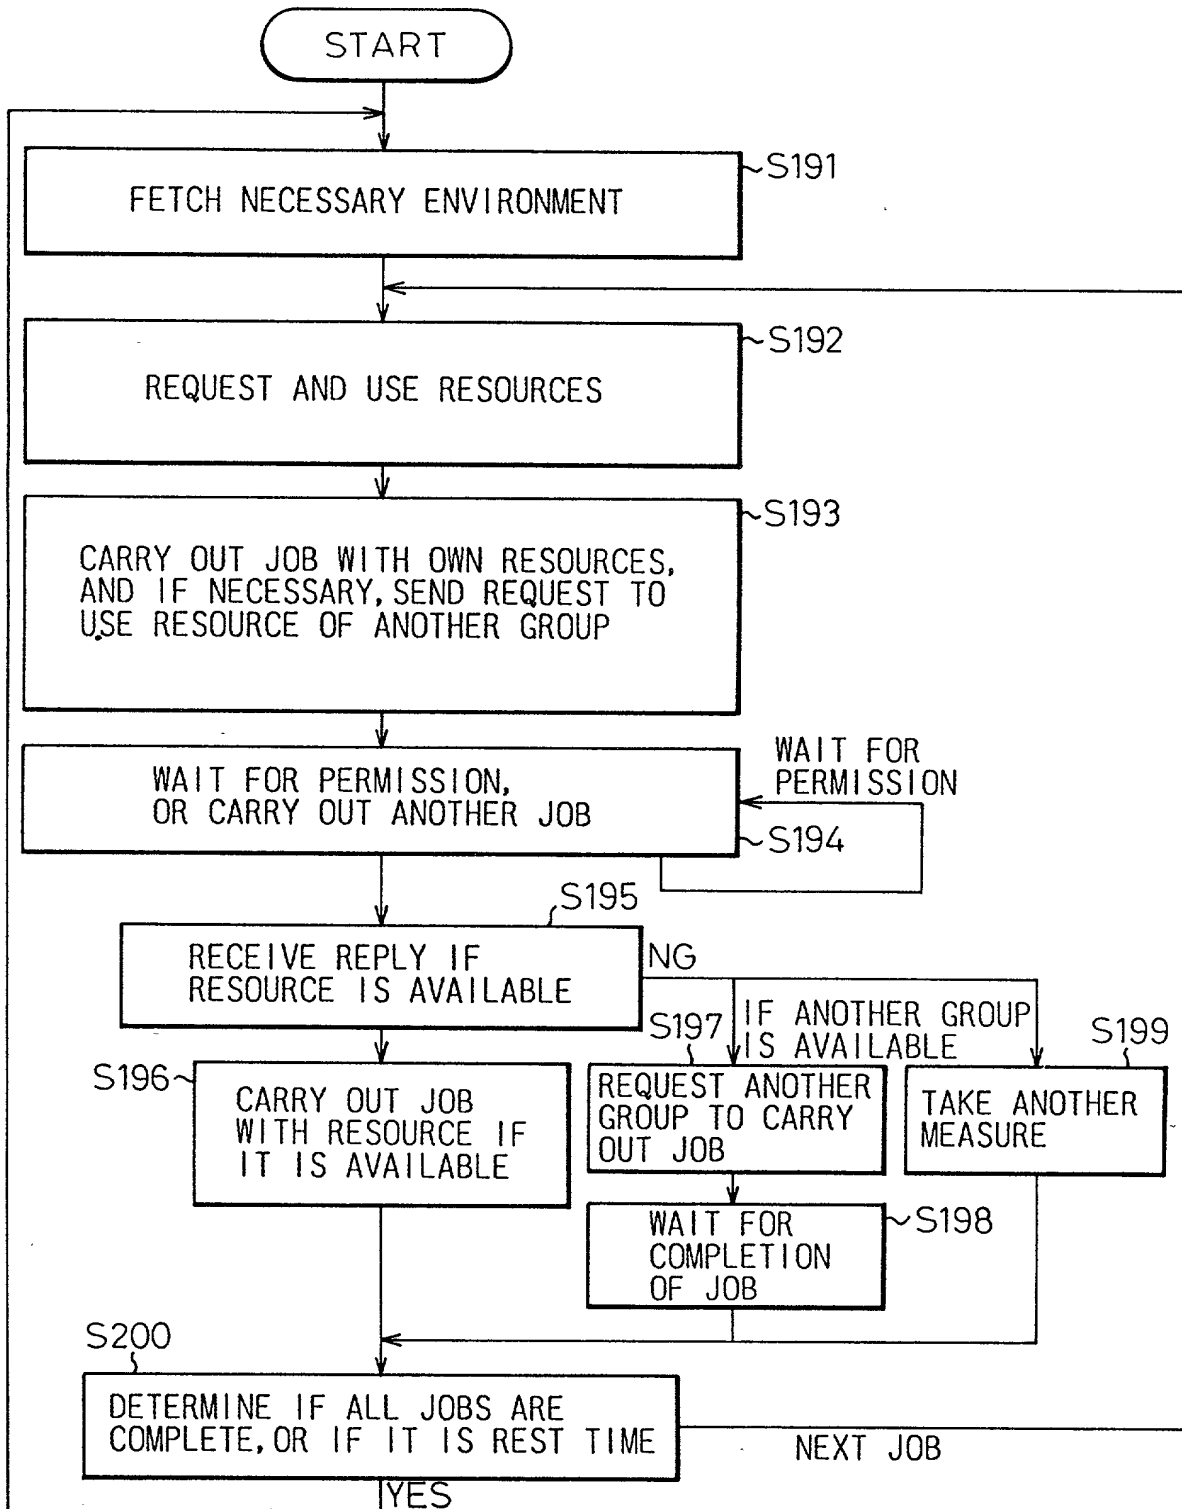 START
S191
FETCH NECESSARY ENVIRONMENT
S192
REQUEST AND USE RESOURCES
S193
CARRY OUT JOB WITH OWN RESOURCES,
AND IF NECESSARY, SEND REQUEST TO
USE RESOURCE OF ANOTHER GROUP
WAIT FOR
PERMISSION
WAIT FOR PERMISSION,
OR CARRY OUT ANOTHER JOB
S194
S195
RECEIVE REPLY IF
RESOURCE IS AVAILABLE
NG
IF ANOTHER GROUP
IS AVAILABLE
S197
S199
S196
CARRY OUT JOB
WITH RESOURCE IF
IT IS AVAILABLE
REQUEST ANOTHER
GROUP TO CARRY
OUT JOB
TAKE ANOTHER
MEASURE
WAIT FOR
COMPLETION
OF JOB
S198
S200
DETERMINE IF ALL JOBS ARE
COMPLETE, OR IF IT IS REST TIME
NEXT JOB
YES